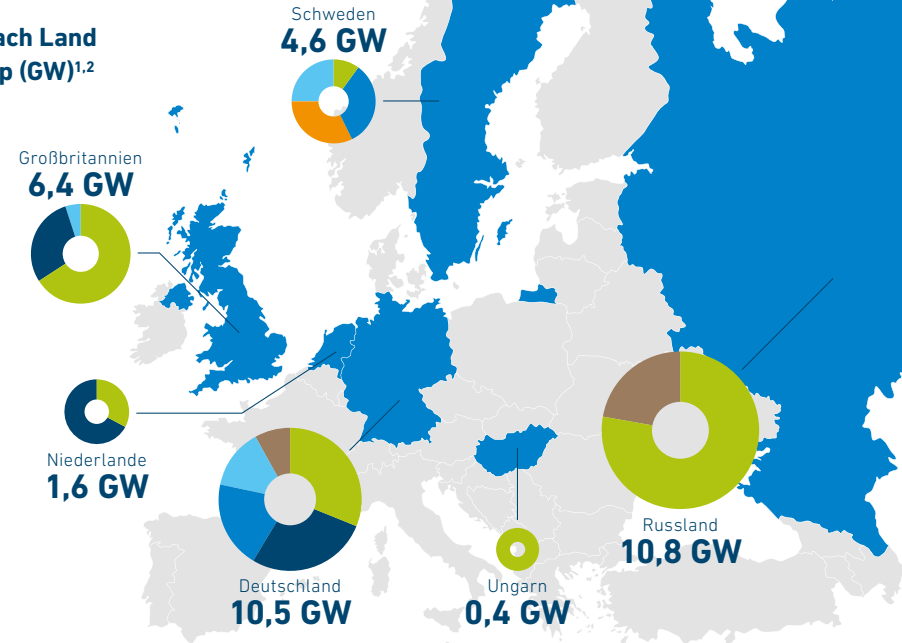 ach Land
p (GW)¹,²
Schweden
4,6 GW
Großbritannien
6,4 GW
Niederlande
1,6 GW
Deutschland
10,5 GW
Ungarn
0,4 GW
Russland
10,8 GW